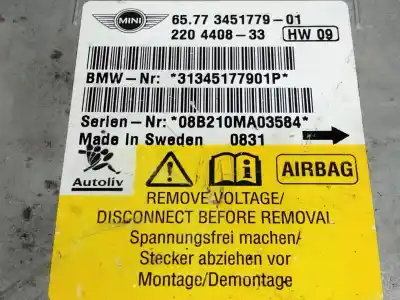 MINI
65.77 3451779-01
220 4408-33 HW 09
BMW-Nr: *31345177901P*
Serien-Nr:*08B210MA03584*
Made In Sweden 0831
Autoliv
AIRBAG
REMOVE VOLTAGE/
DISCONNECT BEFORE REMOVAL
Spannungsfrei machen/
Stecker abziehen vor
Montage/Demontage